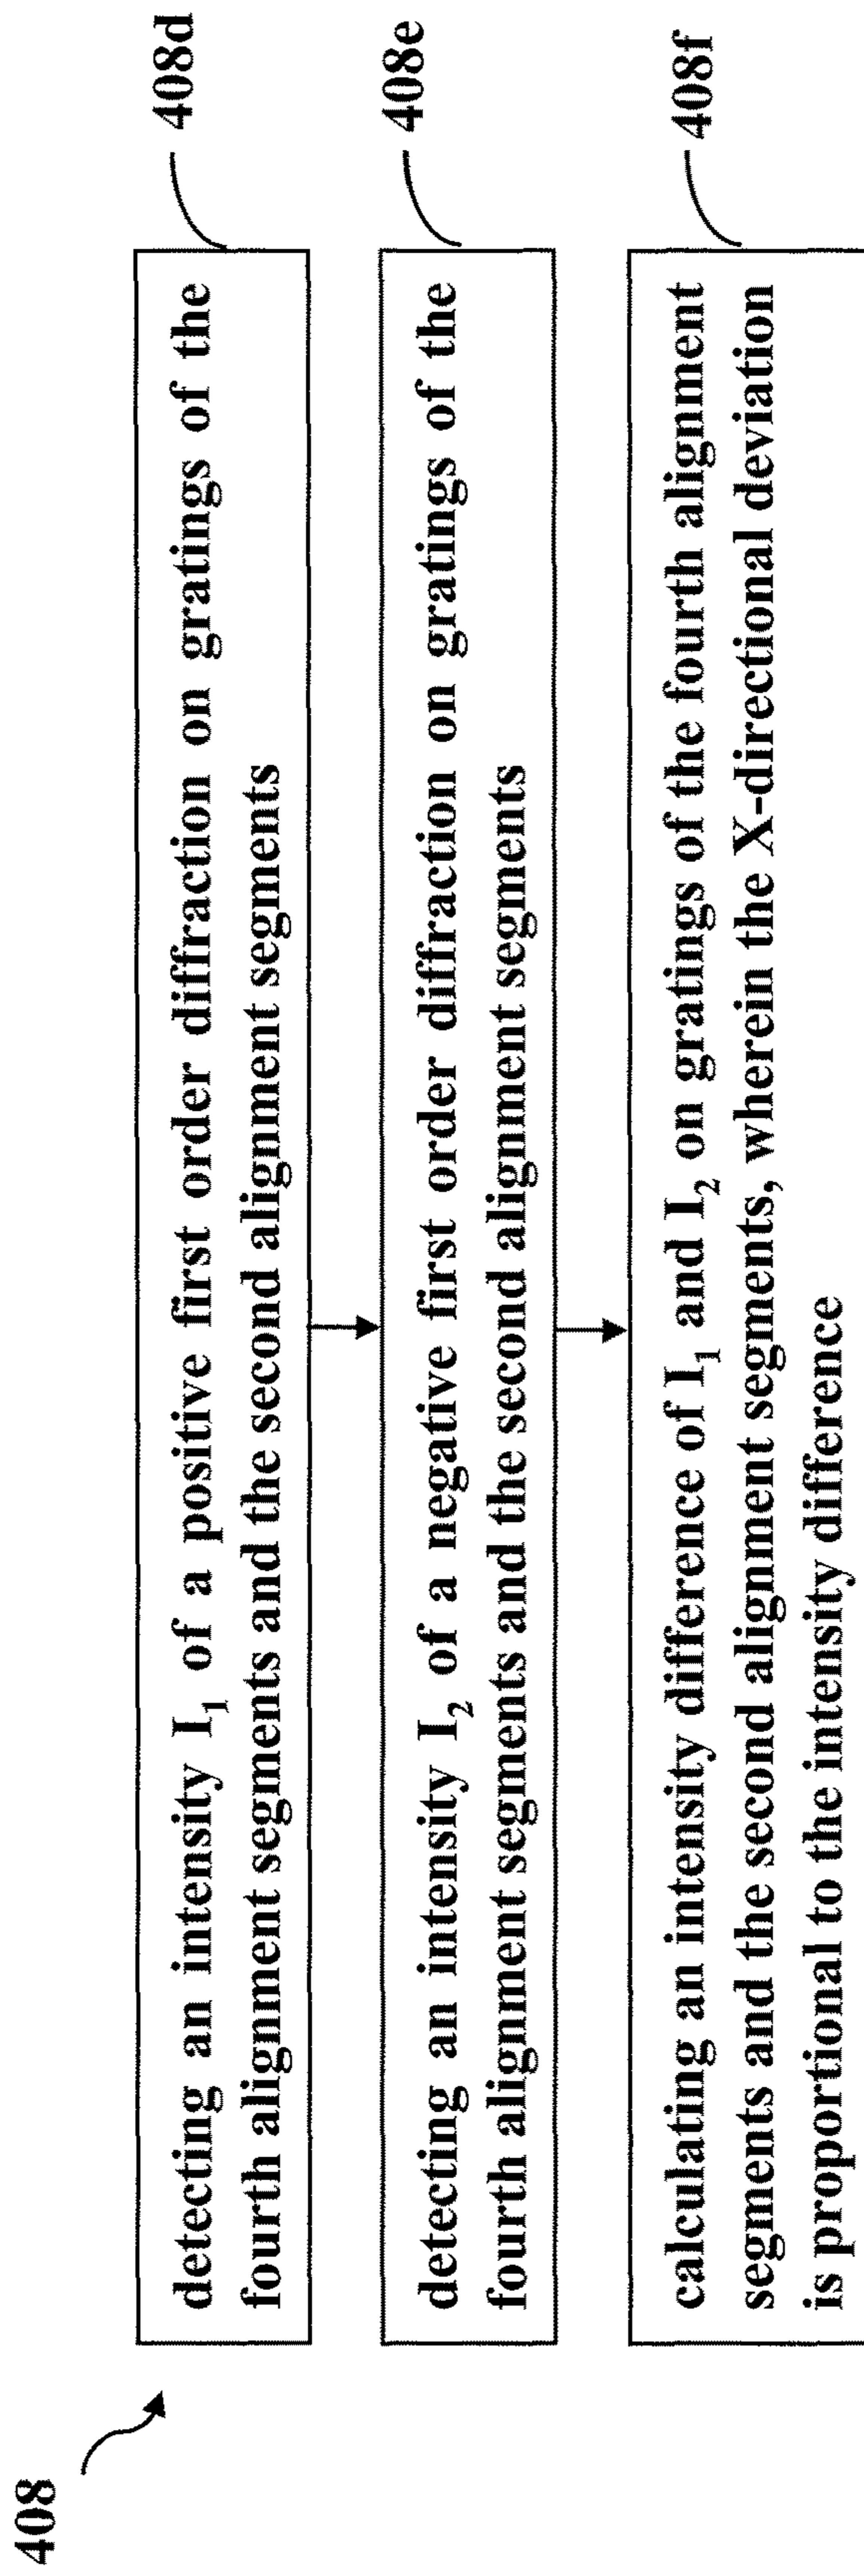 408
detecting an intensity I₁ of a positive first order diffraction on gratings of the
fourth alignment segments and the second alignment segments
408d
detecting an intensity I₂ of a negative first order diffraction on gratings of the
fourth alignment segments and the second alignment segments
408e
calculating an intensity difference of I₁ and I₂ on gratings of the fourth alignment
segments and the second alignment segments, wherein the X-directional deviation
is proportional to the intensity difference
408f